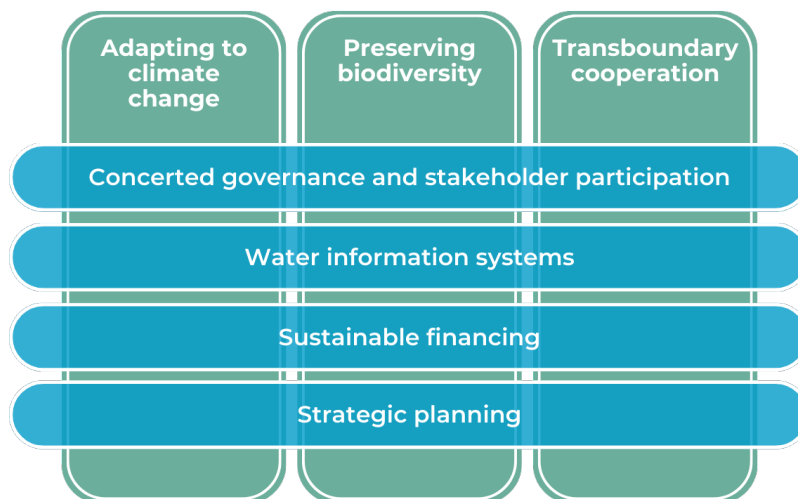 Adapting to
climate
change
Preserving
biodiversity
Transboundary
cooperation
Concerted governance and stakeholder participation
Water information systems
Sustainable financing
Strategic planning